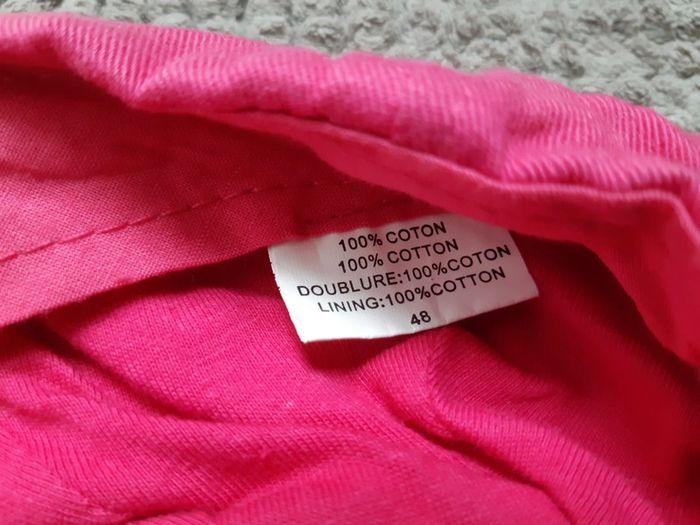 100% COTON
100% COTTON
DOUBLURE:100%COTON
LINING:100%COTTON
48